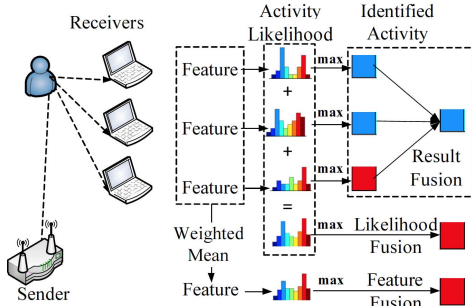 Receivers
Activity
Likelihood
Identified
Activity
Feature
max
+
Feature
max
+
Feature
max
Result
Fusion
=
Weighted
Mean
max
Likelihood
Fusion
Sender
Feature
max
Feature
Fusion